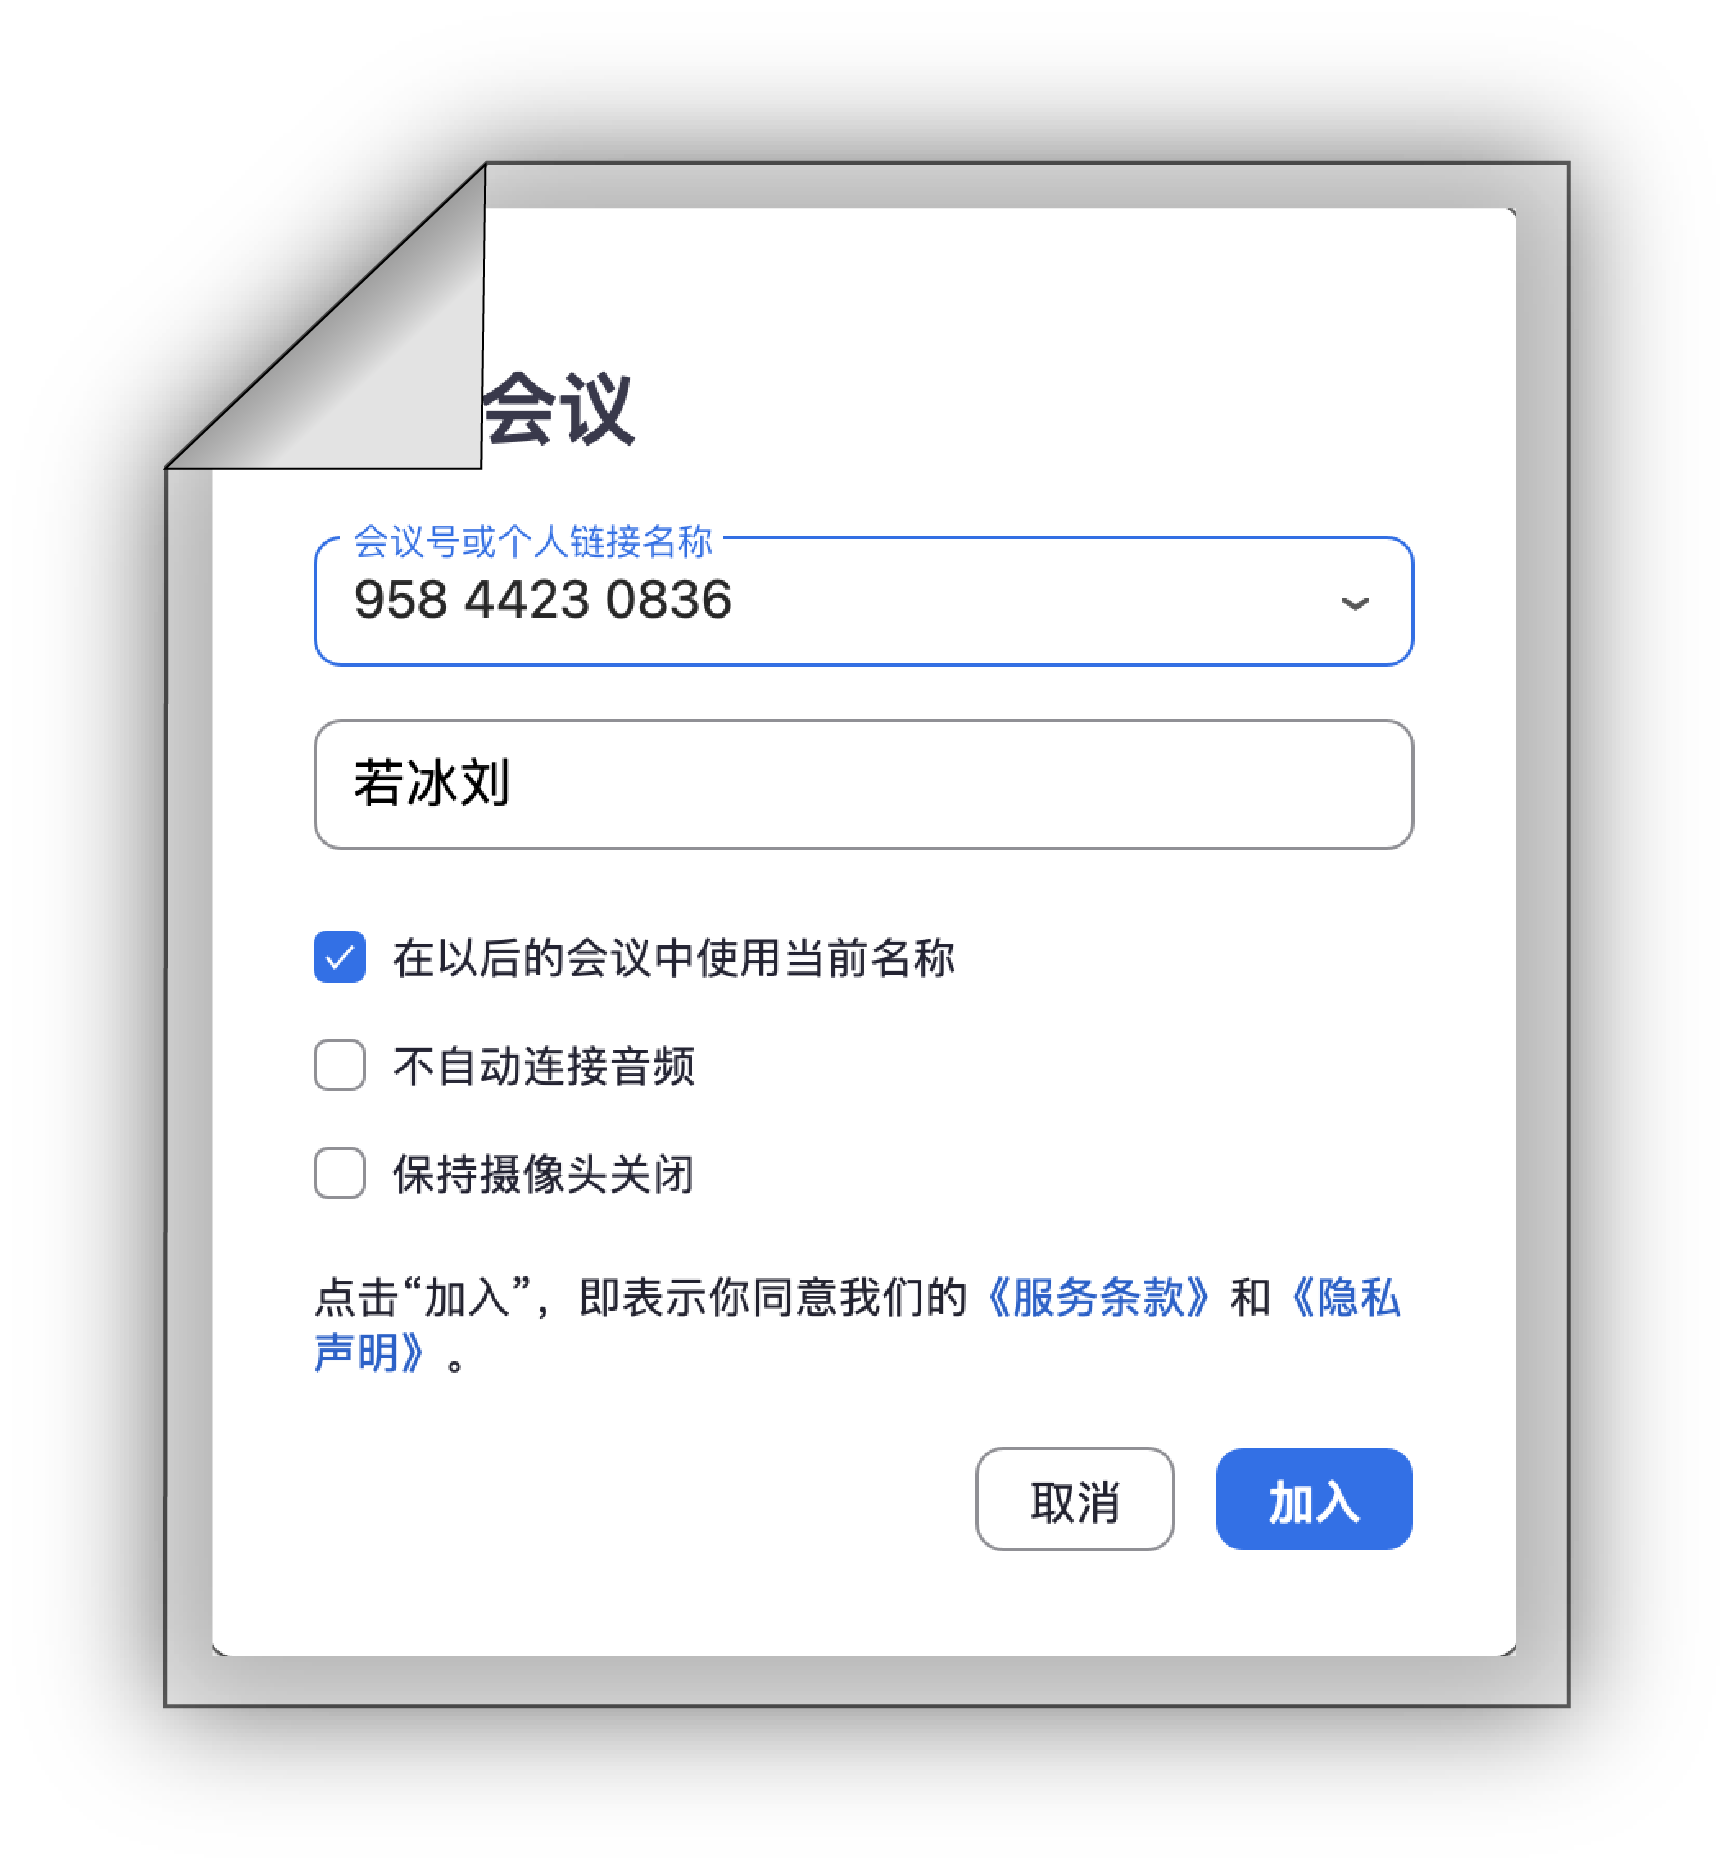 会议
会议号或个人链接名称
958 4423 0836
若冰刘
在以后的会议中使用当前名称
不自动连接音频
保持摄像头关闭
点击“加入”，即表示你同意我们的《服务条款》和《隐私
声明》。
取消
加入